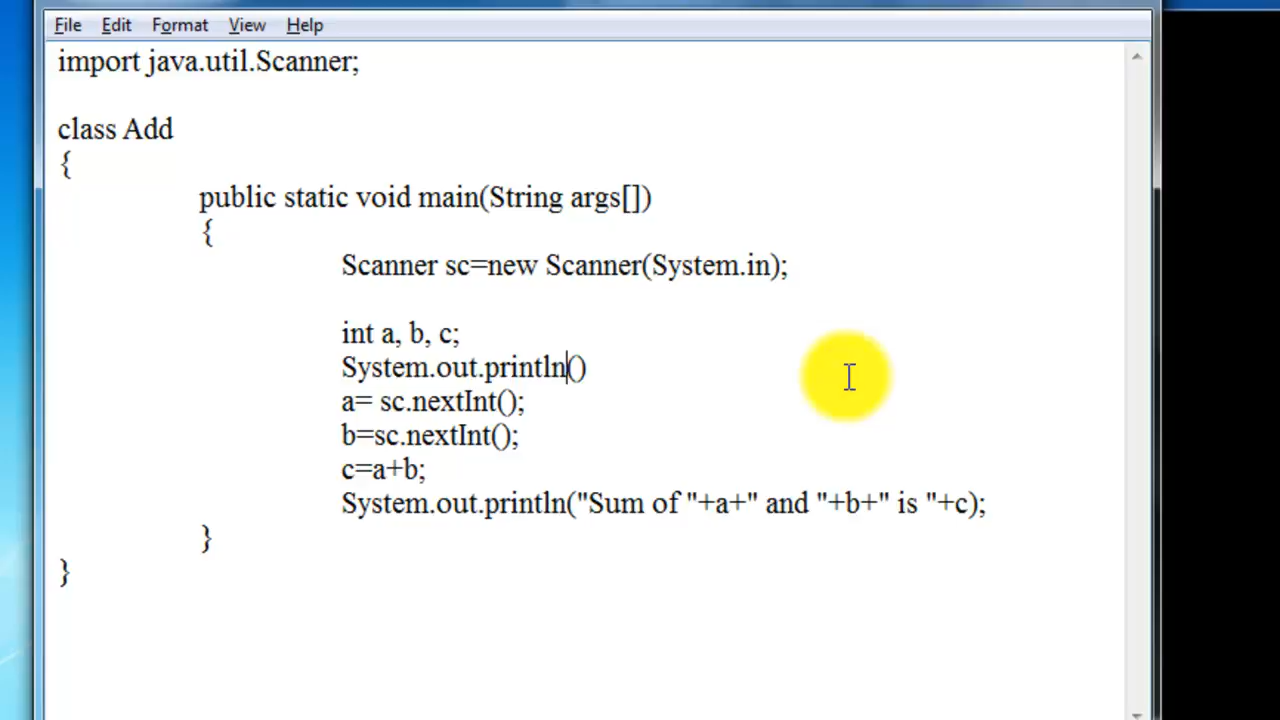 File Edit Format View Help
import java.util.Scanner;
class Add
{
public static void main(String args[])
{
Scanner sc=new Scanner(System.in);
int a, b, c;
System.out.println()
a= sc.nextInt();
b=sc.nextInt();
c=a+b;
System.out.println("Sum of "+a+" and "+b+" is "+c);
}
}